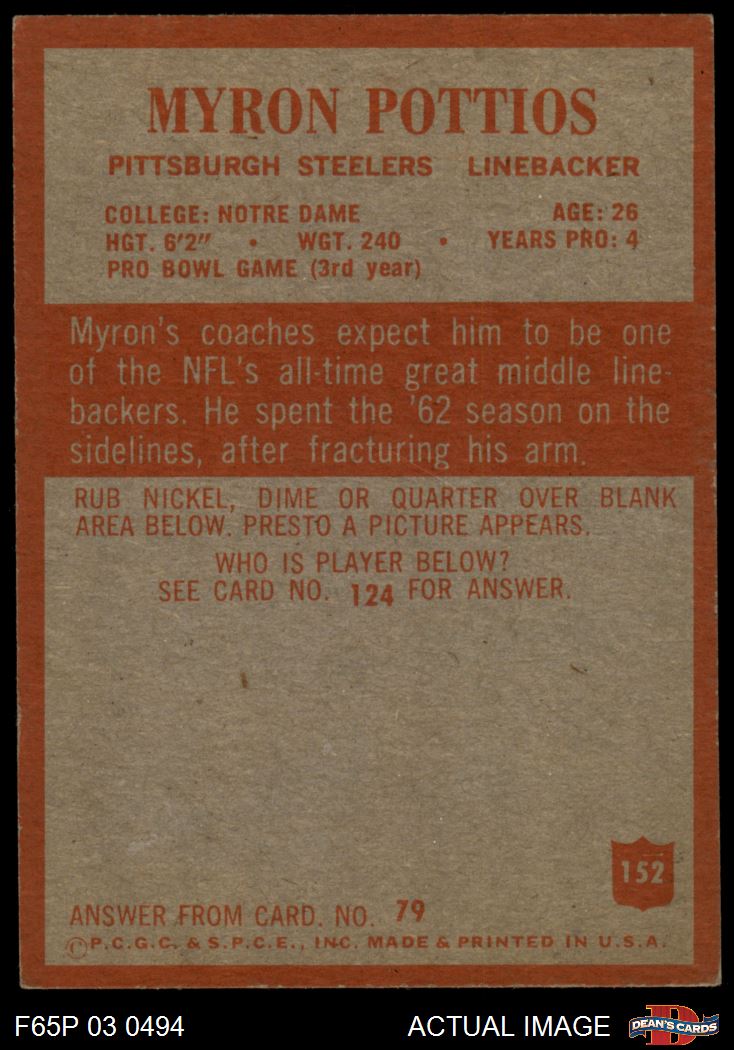 MYRON POTTIOS
PITTSBURGH STEELERS LINEBACKER
COLLEGE: NOTRE DAME AGE: 26
HGT. 6'2" • WGT. 240 • YEARS PRO: 4
PRO BOWL GAME (3rd year)
Myron's coaches expect him to be one
of the NFL's all-time great middle line-
backers. He spent the '62 season on the
sidelines, after fracturing his arm.
RUB NICKEL, DIME OR QUARTER OVER BLANK
AREA BELOW. PRESTO A PICTURE APPEARS.
WHO IS PLAYER BELOW?
SEE CARD NO. 124 FOR ANSWER.
152
ANSWER FROM CARD. NO. 79
©P.C.G.C. & S.P.C.E., INC. MADE & PRINTED IN U.S.A.
F65P 03 0494 ACTUAL IMAGE
D
DEAN'S CARDS